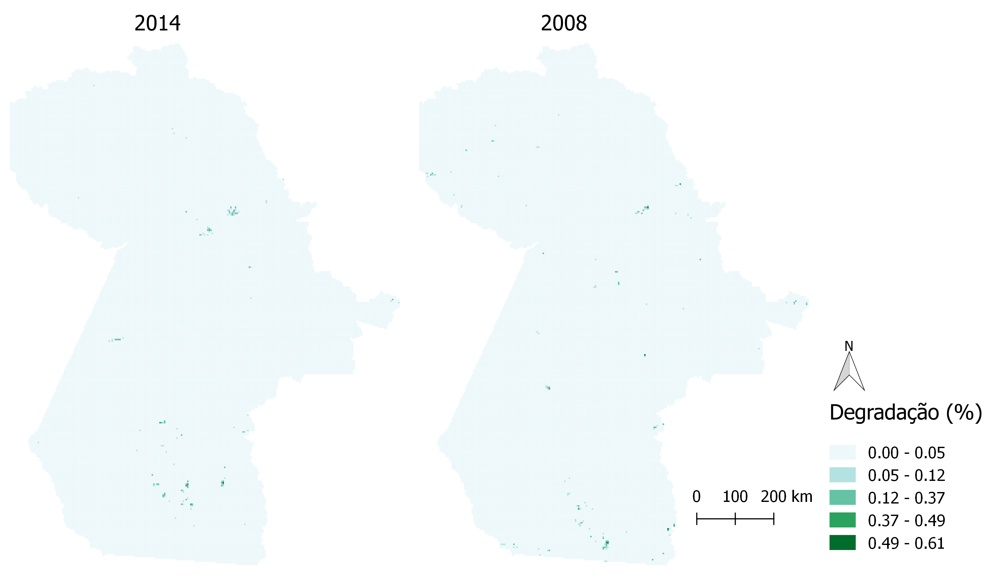 2014
2008
N
Degradação (%)
0.00 - 0.05
0.05 - 0.12
0.12 - 0.37
0.37 - 0.49
0.49 - 0.61
0 100 200 km